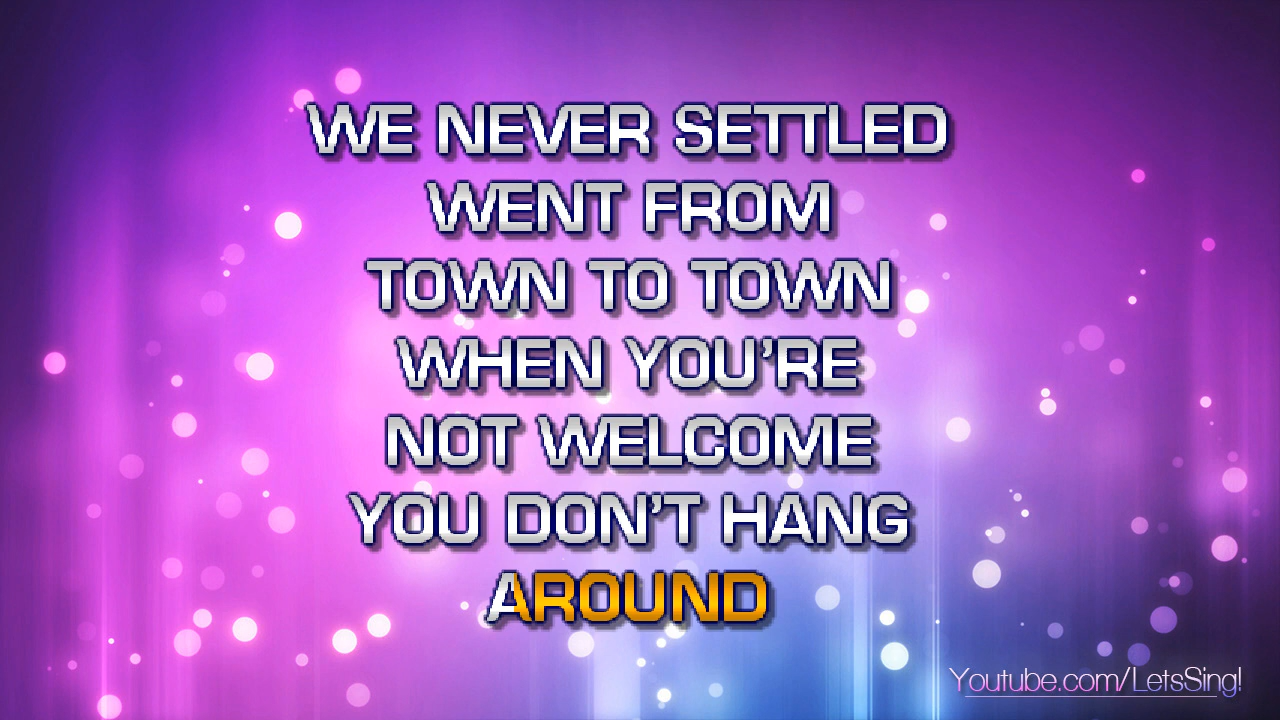 WE NEVER SETTLED
WENT FROM
TOWN TO TOWN
WHEN YOU'RE
NOT WELCOME
YOU DON'T HANG
AROUND
Youtube.com/LetsSing!